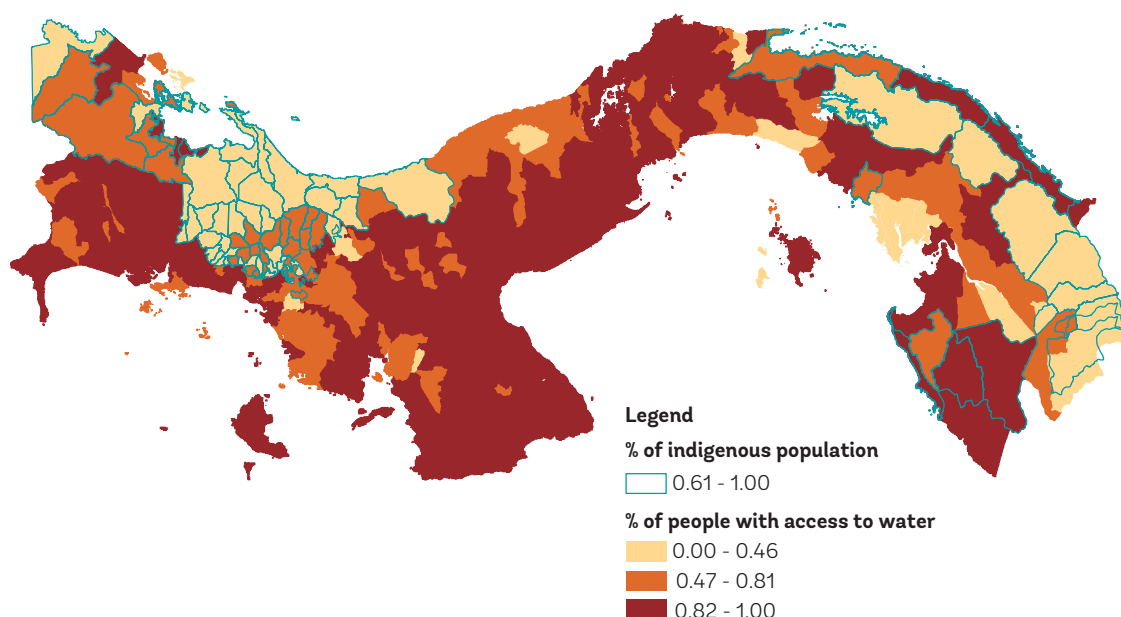 Legend
% of indigenous population
0.61 - 1.00
% of people with access to water
0.00 - 0.46
0.47 - 0.81
0.82 - 1.00